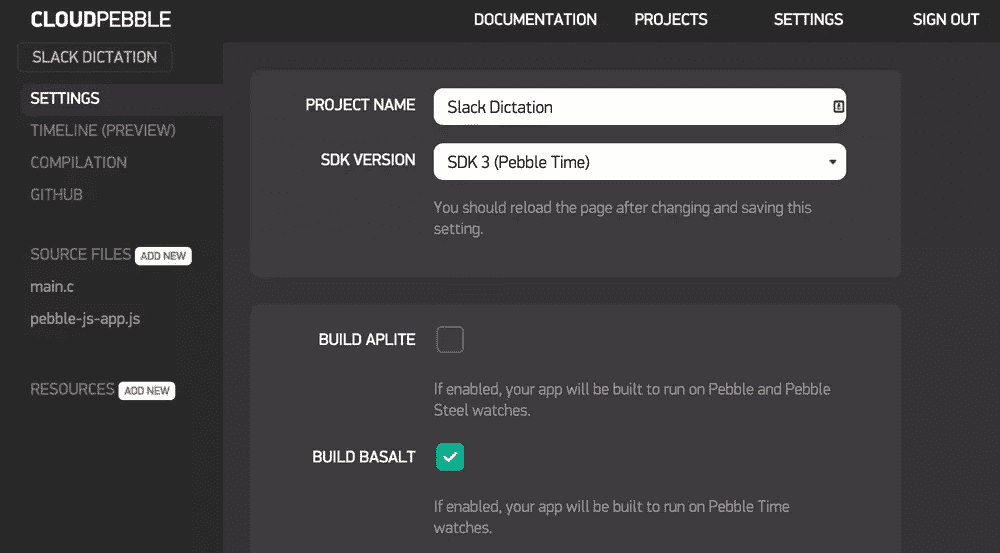 CLOUDPEBBLE
DOCUMENTATION
PROJECTS
SETTINGS
SIGN OUT
SLACK DICTATION
SETTINGS
TIMELINE (PREVIEW)
COMPILATION
GITHUB
SOURCE FILES ADD NEW
main.c
pebble-js-app.js
RESOURCES ADD NEW
PROJECT NAME Slack Dictation
SDK VERSION SDK 3 (Pebble Time)
You should reload the page after changing and saving this
setting.
BUILD APLITE
If enabled, your app will be built to run on Pebble and Pebble
Steel watches.
BUILD BASALT
If enabled, your app will be built to run on Pebble Time
watches.